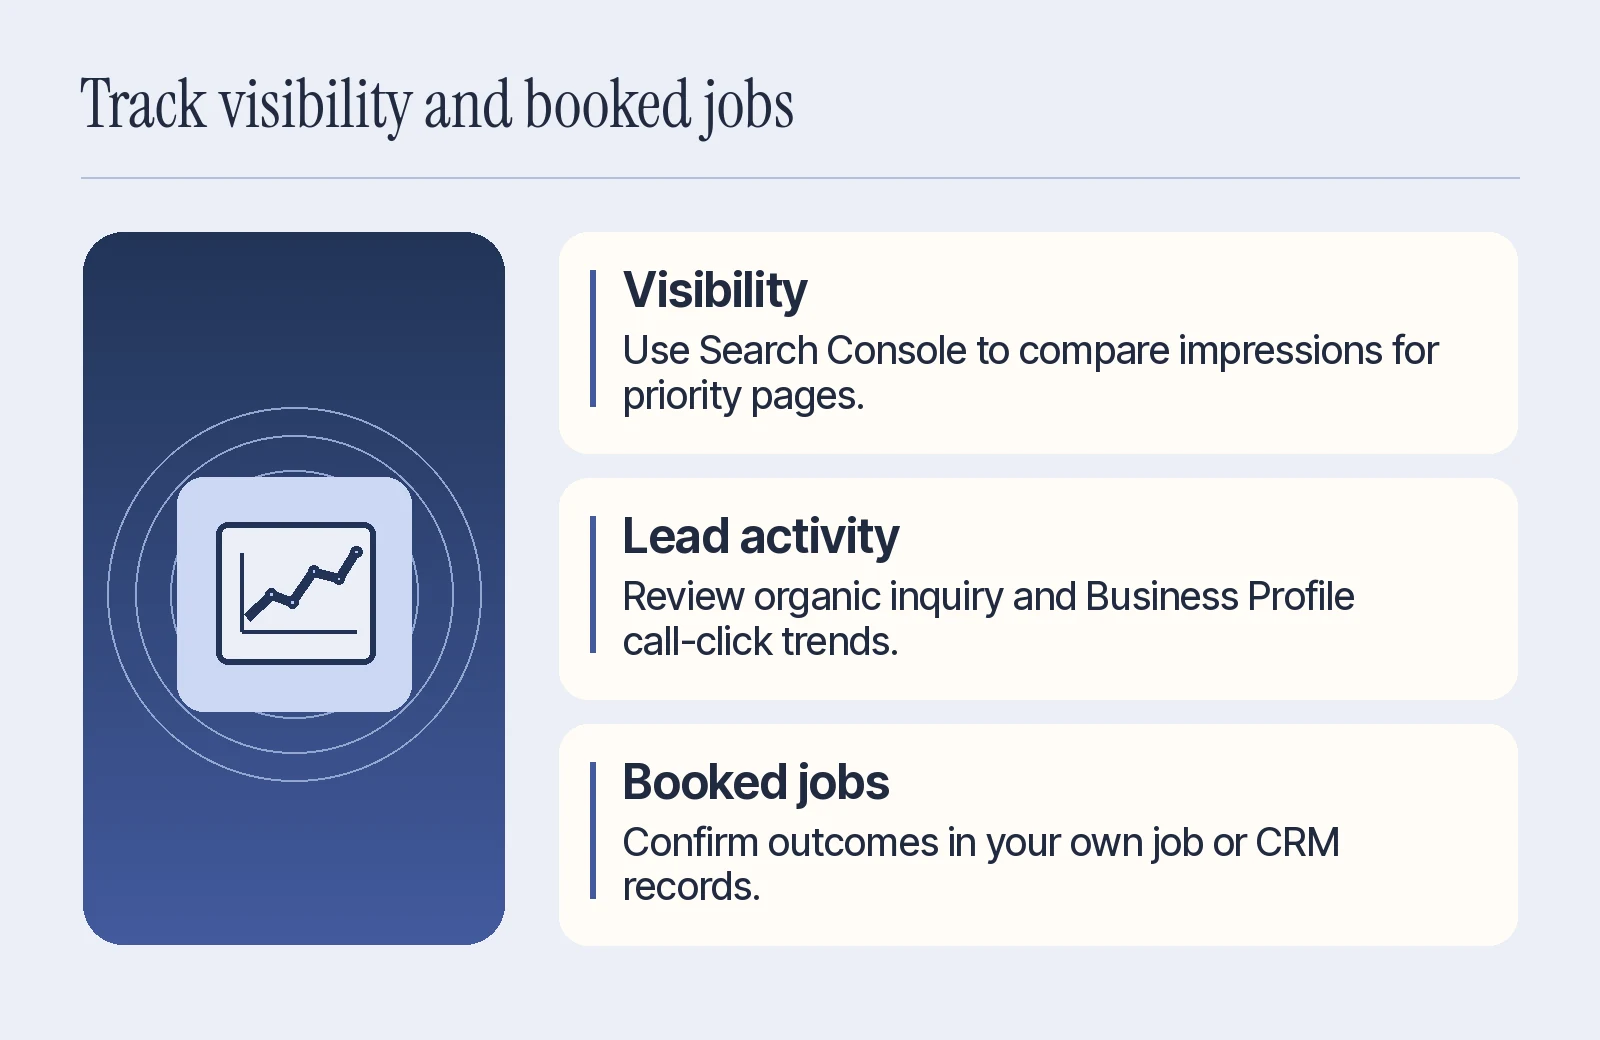 Track visibility and booked jobs
Visibility
Use Search Console to compare impressions for
priority pages.
Lead activity
Review organic inquiry and Business Profile
call-click trends.
Booked jobs
Confirm outcomes in your own job or CRM
records.